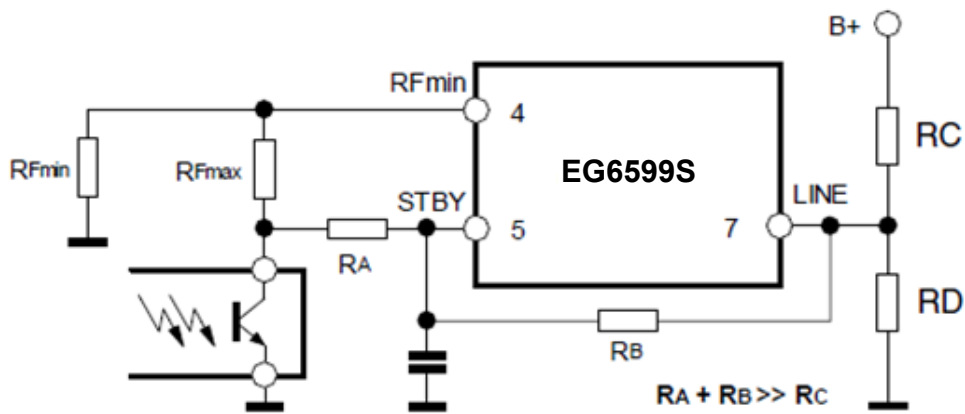 B+
RFmin
4
RFmin
RFmax
EG6599S
RC
STBY
LINE
5
7
RA
RD
RB
RA + RB >> RC